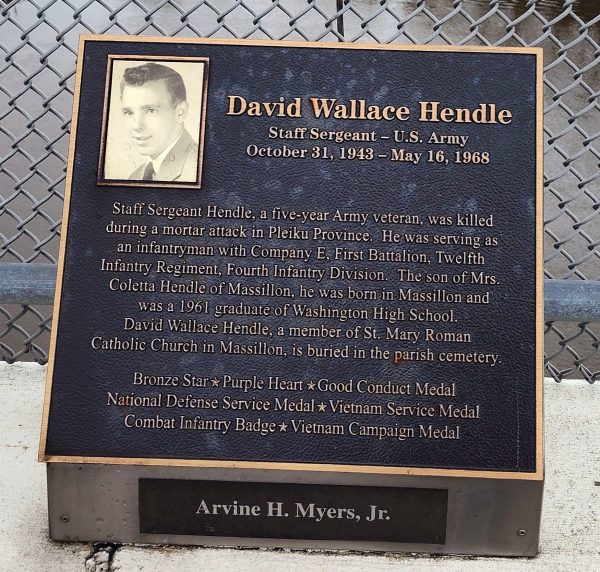 David Wallace Hendle
Staff Sergeant – U.S. Army
October 31, 1943 – May 16, 1968
Staff Sergeant Hendle, a five-year Army veteran, was killed
during a mortar attack in Pleiku Province. He was serving as
an infantryman with Company E, First Battalion, Twelfth
Infantry Regiment, Fourth Infantry Division. The son of Mrs.
Coletta Hendle of Massillon, he was born in Massillon and
was a 1961 graduate of Washington High School.
David Wallace Hendle, a member of St. Mary Roman
Catholic Church in Massillon, is buried in the parish cemetery.
Bronze Star★Purple Heart★Good Conduct Medal
National Defense Service Medal★Vietnam Service Medal
Combat Infantry Badge★Vietnam Campaign Medal
Arvine H. Myers, Jr.